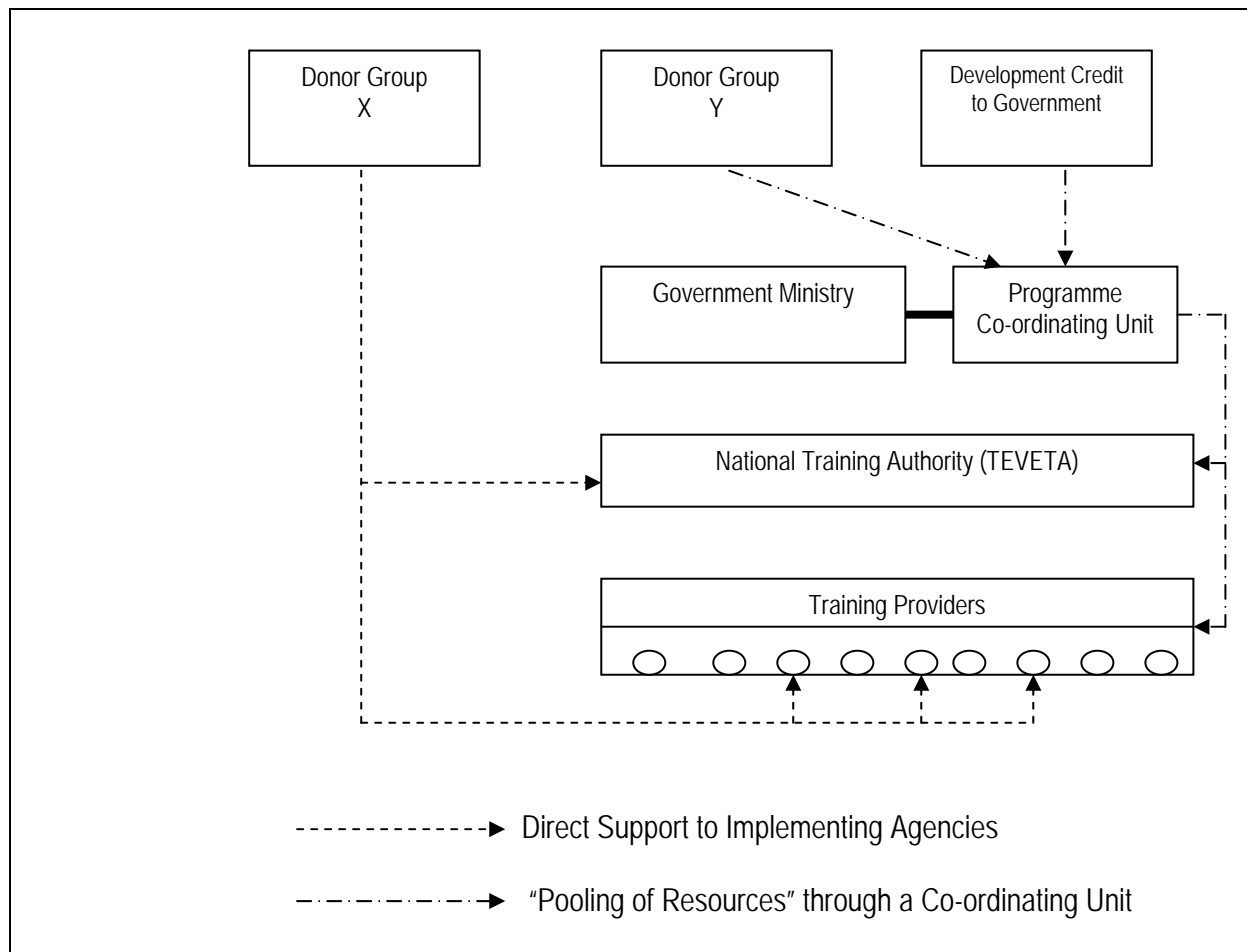 Donor Group
X
Donor Group
Y
Development Credit
to Government
Government Ministry
Programme
Co-ordinating Unit
National Training Authority (TEVETA)
Training Providers
Direct Support to Implementing Agencies
“Pooling of Resources” through a Co-ordinating Unit